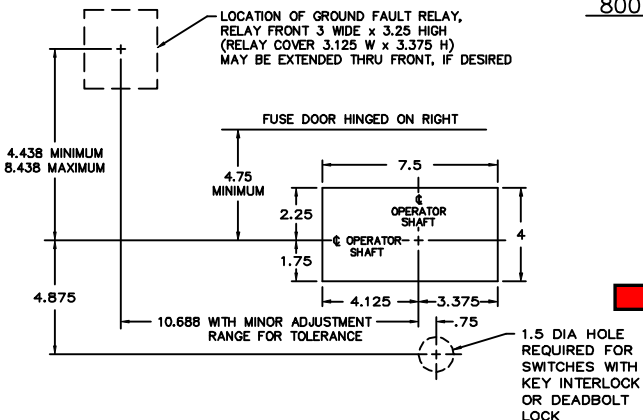 800
LOCATION OF GROUND FAULT RELAY,
RELAY FRONT 3 WIDE x 3.25 HIGH
(RELAY COVER 3.125 W x 3.375 H)
MAY BE EXTENDED THRU FRONT, IF DESIRED
FUSE DOOR HINGED ON RIGHT
4.438 MINIMUM
8.438 MAXIMUM
4.75
MINIMUM
7.5
2.25
℄
OPERATOR
SHAFT
4
℄ OPERATOR
SHAFT
1.75
4.875
4.125
3.375
10.688 WITH MINOR ADJUSTMENT
RANGE FOR TOLERANCE
.75
1.5 DIA HOLE
REQUIRED FOR
SWITCHES WITH
KEY INTERLOCK
OR DEADBOLT
LOCK